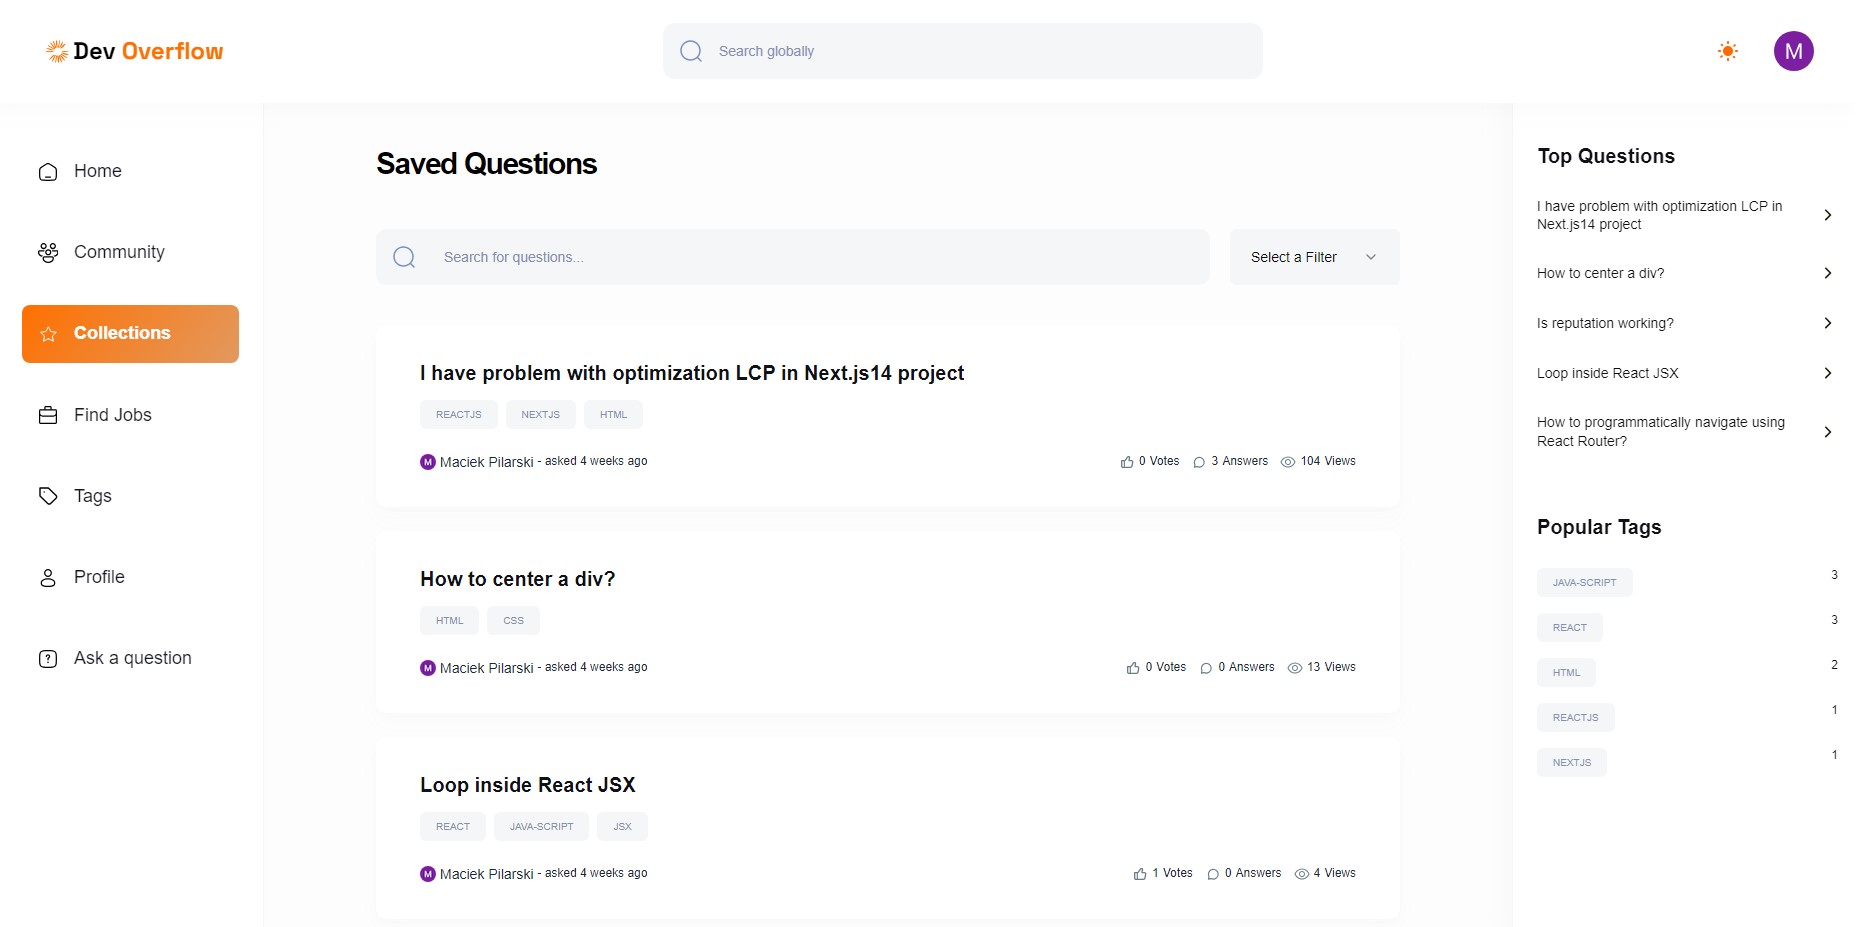 Dev Overflow
Search globally
M
Home
Community
Collections
Find Jobs
Tags
Profile
Ask a question
Saved Questions
Search for questions...
Select a Filter
I have problem with optimization LCP in Next.js14 project
REACTJS NEXTJS HTML
M Maciek Pilarski - asked 4 weeks ago 0 Votes 3 Answers 104 Views
How to center a div?
HTML CSS
M Maciek Pilarski - asked 4 weeks ago 0 Votes 0 Answers 13 Views
Loop inside React JSX
REACT JAVA-SCRIPT JSX
M Maciek Pilarski - asked 4 weeks ago 1 Votes 0 Answers 4 Views
Top Questions
I have problem with optimization LCP in
Next.js14 project
How to center a div?
Is reputation working?
Loop inside React JSX
How to programmatically navigate using
React Router?
Popular Tags
JAVA-SCRIPT 3
REACT 3
HTML 2
REACTJS 1
NEXTJS 1